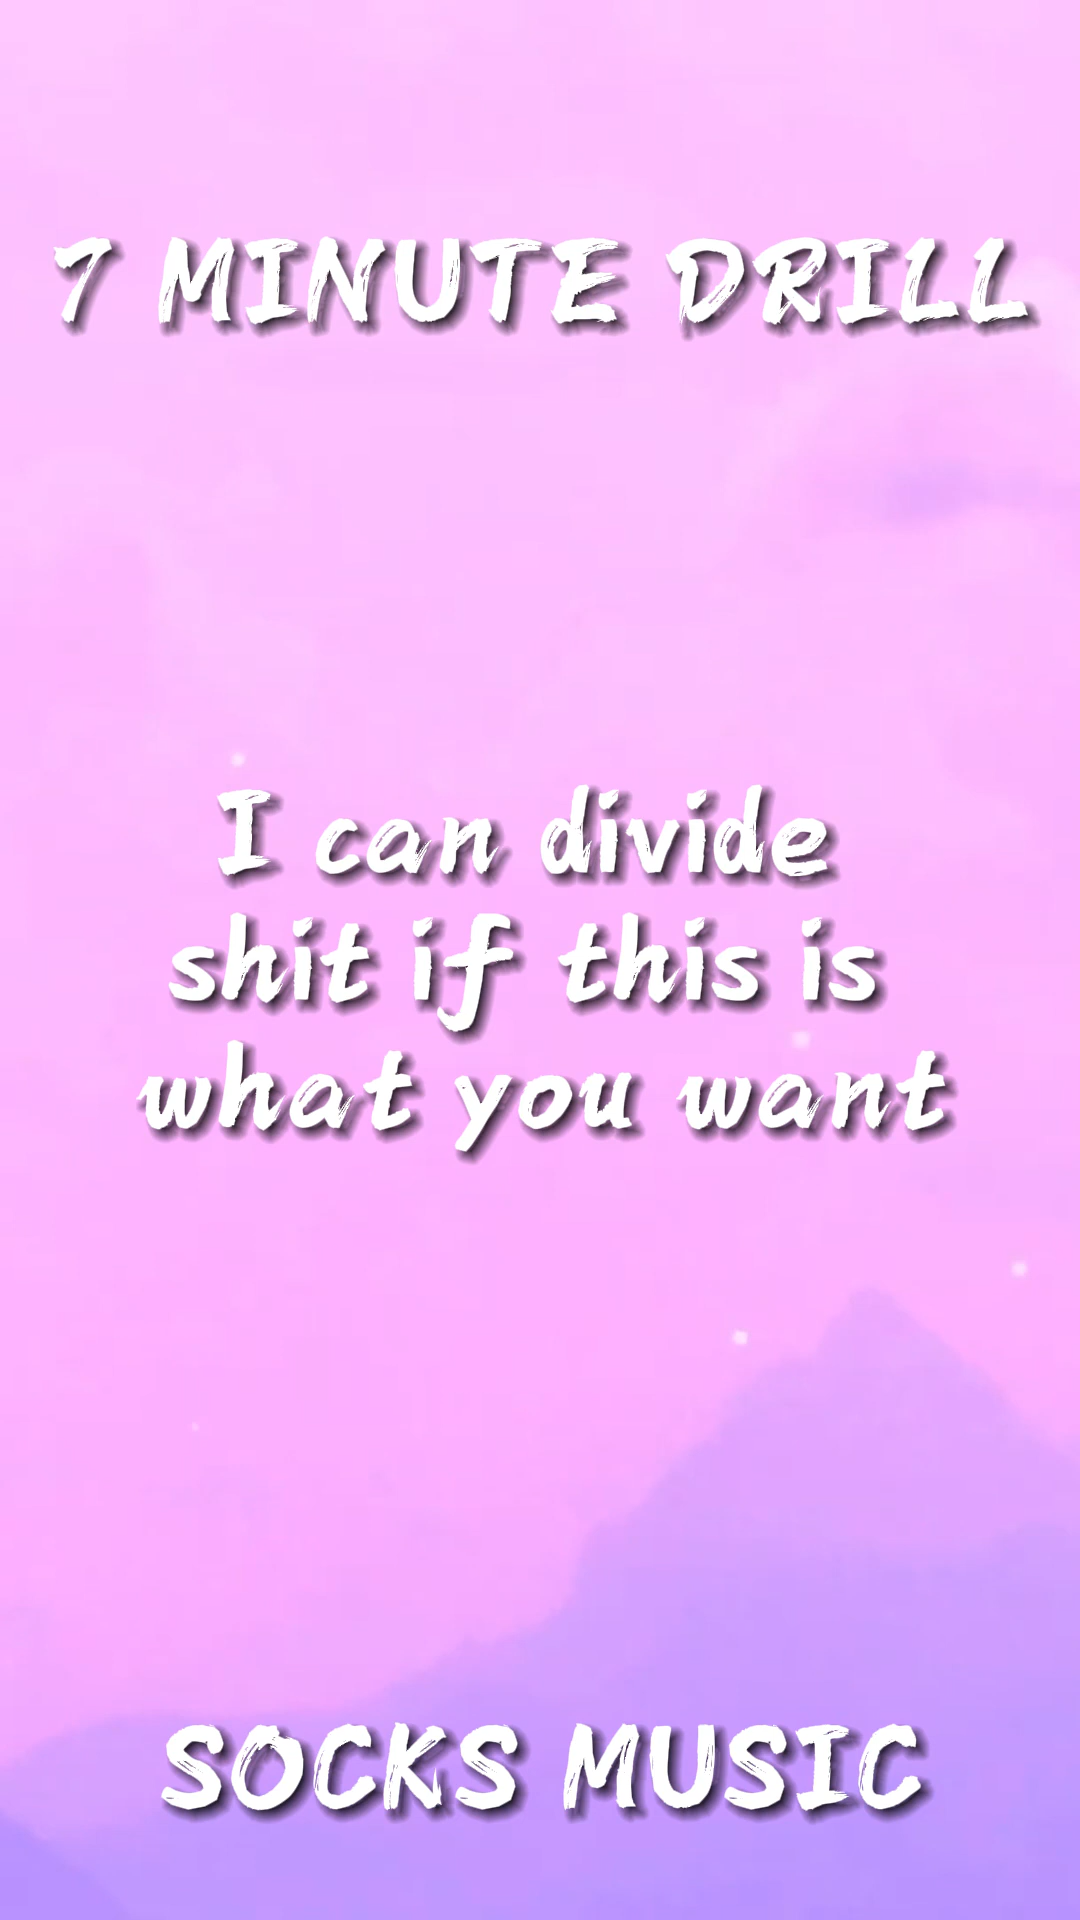 7 MINUTE DRILL
I can divide
shit if this is
what you want
SOCKS MUSIC